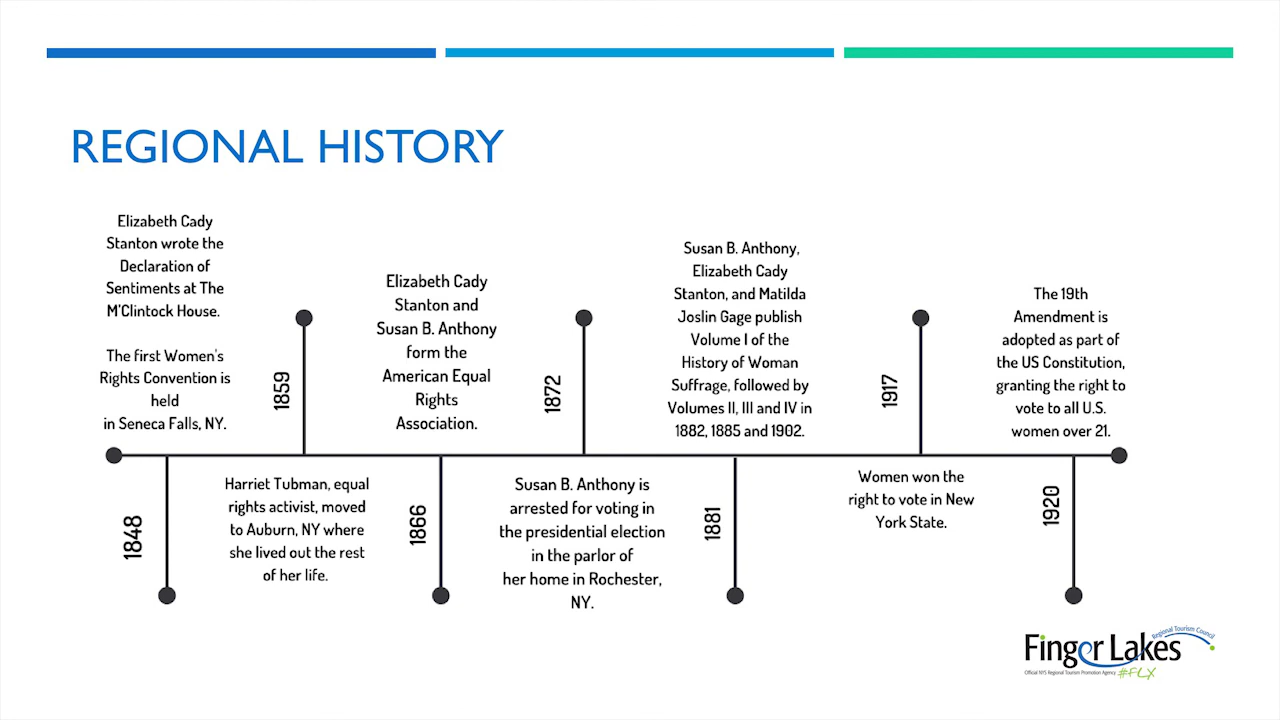 REGIONAL HISTORY
Elizabeth Cady
Stanton wrote the
Declaration of
Sentiments at The
M'Clintock House.
The first Women's
Rights Convention is
held
in Seneca Falls, NY.
1848
1859
Harriet Tubman, equal
rights activist, moved
to Auburn, NY where
she lived out the rest
of her life.
Elizabeth Cady
Stanton and
Susan B. Anthony
form the
American Equal
Rights
Association.
1866
1872
Susan B. Anthony is
arrested for voting in
the presidential election
in the parlor of
her home in Rochester,
NY.
Susan B. Anthony,
Elizabeth Cady
Stanton, and Matilda
Joslin Gage publish
Volume I of the
History of Woman
Suffrage, followed by
Volumes II, III and IV in
1882, 1885 and 1902.
1881
1917
Women won the
right to vote in New
York State.
The 19th
Amendment is
adopted as part of
the US Constitution,
granting the right to
vote to all U.S.
women over 21.
1920
Regional Tourism Council
Finger Lakes
Official NYS Regional Tourism Promotion Agency
#FLX